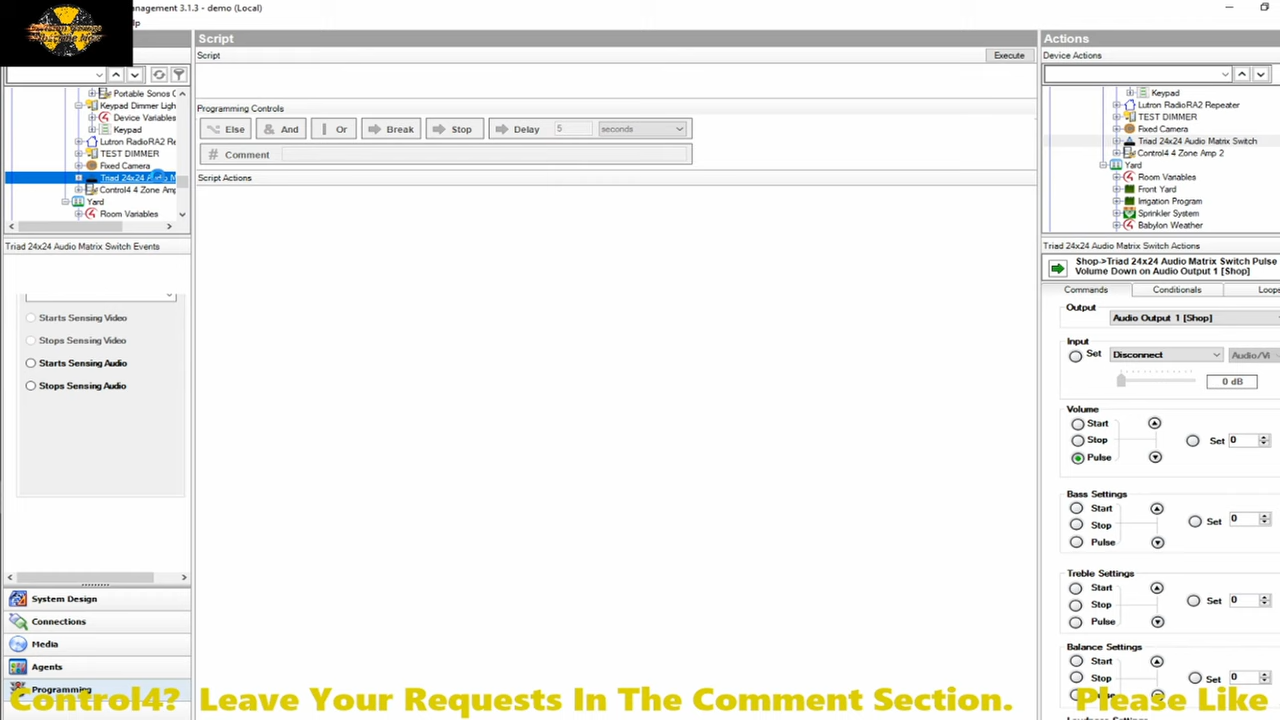 anagement 3.1.3 - demo (Local)
Script
Script
Execute
Programming Controls
Else
And
Or
Break
Stop
Delay
5
seconds
# Comment
Script Actions
Portable Sonos C
Keypad Dimmer Ligh
Device Variables
Keypad
Lutron RadioRA2 Re
TEST DIMMER
Fixed Camera
Triad 24x24 Audio M
Control4 4 Zone Amp
Yard
Room Variables
Triad 24x24 Audio Matrix Switch Events
Starts Sensing Video
Stops Sensing Video
Starts Sensing Audio
Stops Sensing Audio
System Design
Connections
Media
Agents
Programming
Actions
Device Actions
Keypad
Lutron RadioRA2 Repeater
TEST DIMMER
Fixed Camera
Triad 24x24 Audio Matrix Switch
Control4 4 Zone Amp 2
Yard
Room Variables
Front Yard
Irrigation Program
Sprinkler System
Babylon Weather
Triad 24x24 Audio Matrix Switch Actions
Shop->Triad 24x24 Audio Matrix Switch Pulse
Volume Down on Audio Output 1 [Shop]
Commands
Conditionals
Loops
Output
Audio Output 1 [Shop]
Input
Set
Disconnect
Audio/Vi
0 dB
Volume
Start
Stop
Pulse
Set 0
Bass Settings
Start
Stop
Pulse
Set 0
Treble Settings
Start
Stop
Pulse
Set 0
Balance Settings
Start
Stop
Set 0
Control4? Leave Your Requests In The Comment Section. Please Like